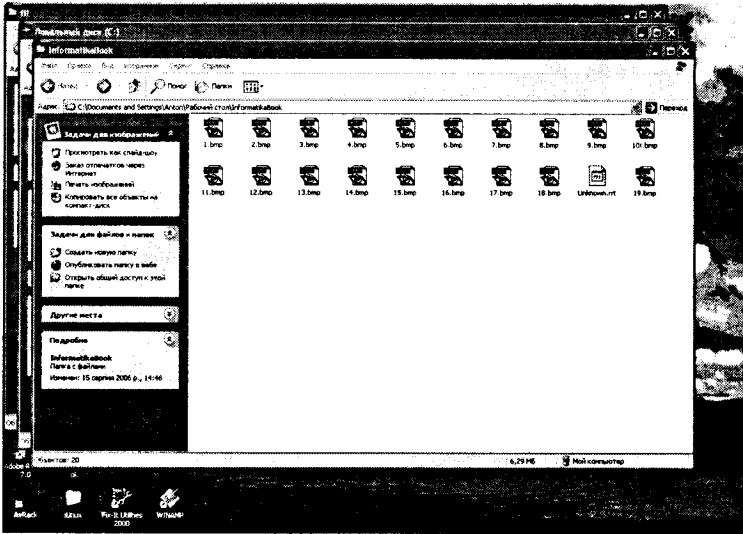 Локальный диск (C:)
InformatikaBook
Файл Правка Вид Избранное Сервис Справка
Назад Поиск Папки
Адрес: C:\Documents and Settings\Anton\Рабочий стол\InformatikaBook Переход
Задачи для изображений
Просмотреть как слайд-шоу
Заказ отпечатков через
Интернет
Печать изображений
Копировать все объекты на
компакт-диск
Задачи для файлов и папок
Создать новую папку
Опубликовать папку в вебе
Открыть общий доступ к этой
папке
Другие места
Подробно
InformatikaBook
Папка с файлами
Изменен: 15 серпня 2006 р., 14:46
1.bmp 2.bmp 3.bmp 4.bmp 5.bmp 6.bmp 7.bmp 8.bmp 9.bmp 10.bmp
11.bmp 12.bmp 13.bmp 14.bmp 15.bmp 16.bmp 17.bmp 18.bmp Unknown.rrt 19.bmp
Объектов: 20 6,29 МБ Мой компьютер
7.0
AvRack Fix-It Utilities
2000 WINAMP